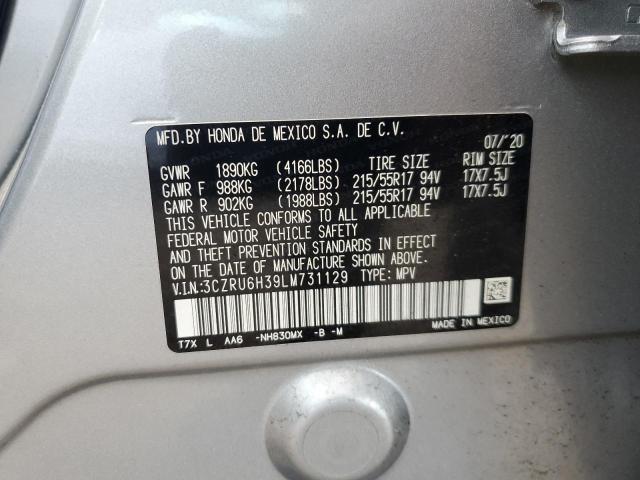 MFD.BY HONDA DE MEXICO S.A. DE C.V. 07/'20
GVWR 1890KG (4166LBS) TIRE SIZE RIM SIZE
GAWR F 988KG (2178LBS) 215/55R17 94V 17X7.5J
GAWR R 902KG (1988LBS) 215/55R17 94V 17X7.5J
THIS VEHICLE CONFORMS TO ALL APPLICABLE
FEDERAL MOTOR VEHICLE SAFETY
AND THEFT PREVENTION STANDARDS IN EFFECT
ON THE DATE OF MANUFACTURE SHOWN ABOVE.
V.I.N:3CZRU6H39LM731129 TYPE: MPV
T7X L AA6 -NH830MX -B -M MADE IN MEXICO